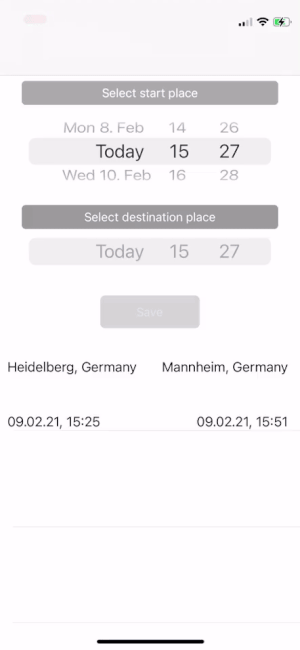 Select start place
Mon 8. Feb 14 26
Today 15 27
Wed 10. Feb 16 28
Select destination place
Today 15 27
Save
Heidelberg, Germany Mannheim, Germany
09.02.21, 15:25 09.02.21, 15:51